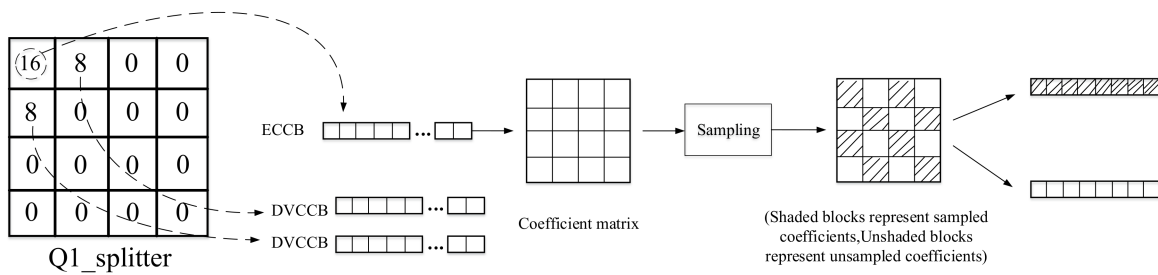 16 8 0 0
8 0 0 0
0 0 0 0
0 0 0 0
Q1_splitter
ECCB
...
DVCCB
...
DVCCB
...
Coefficient matrix
Sampling
(Shaded blocks represent sampled
coefficients,Unshaded blocks
represent unsampled coefficients)